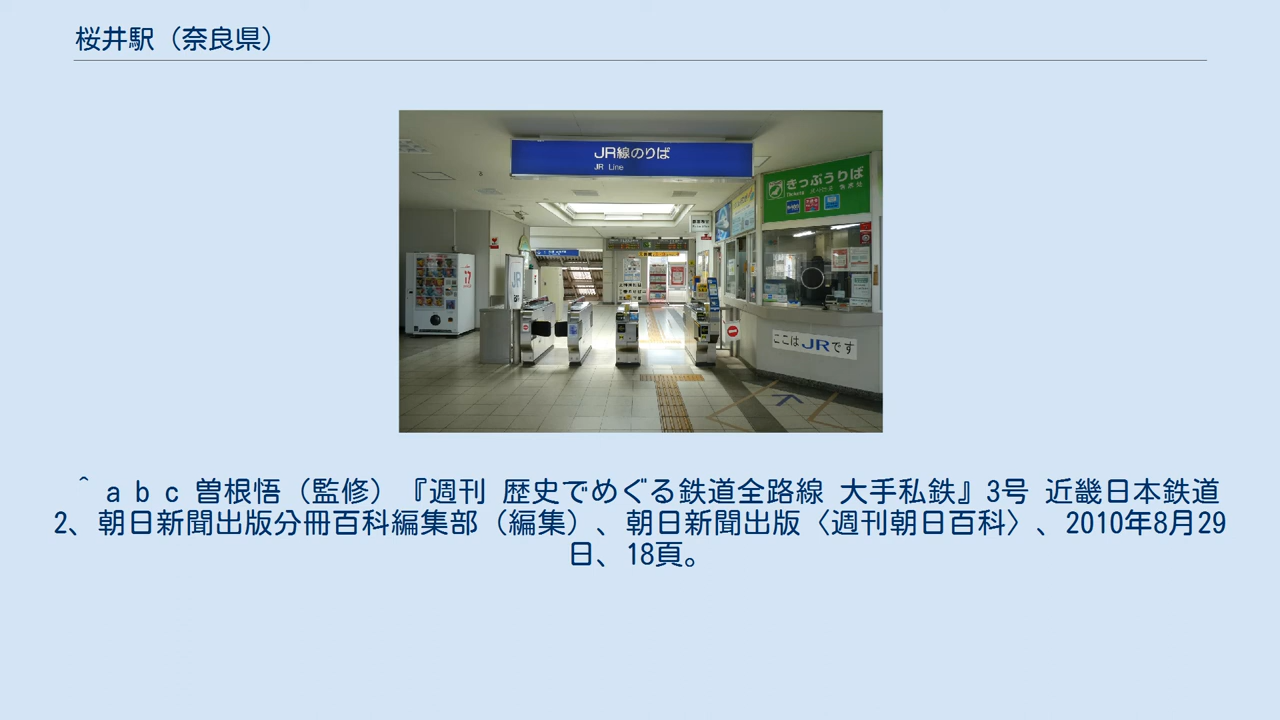 桜井駅（奈良県）
JR線のりば
JR Line
きっぷうりば
ここはJRです
^ a b c 曽根悟（監修）『週刊 歴史でめぐる鉄道全路線 大手私鉄』3号 近畿日本鉄道
2、朝日新聞出版分冊百科編集部（編集）、朝日新聞出版〈週刊朝日百科〉、2010年8月29
日、18頁。